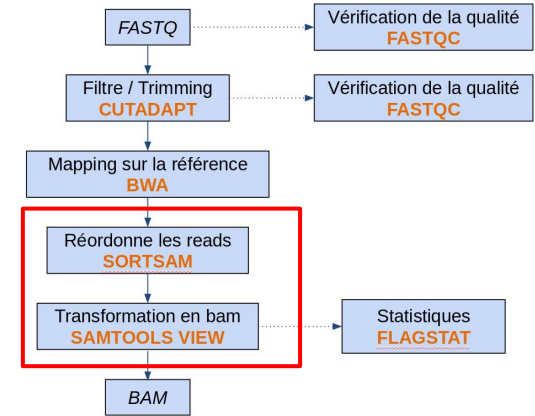 FASTQ
Vérification de la qualité
FASTQC
Filtre / Trimming
CUTADAPT
Vérification de la qualité
FASTQC
Mapping sur la référence
BWA
Réordonne les reads
SORTSAM
Transformation en bam
SAMTOOLS VIEW
Statistiques
FLAGSTAT
BAM